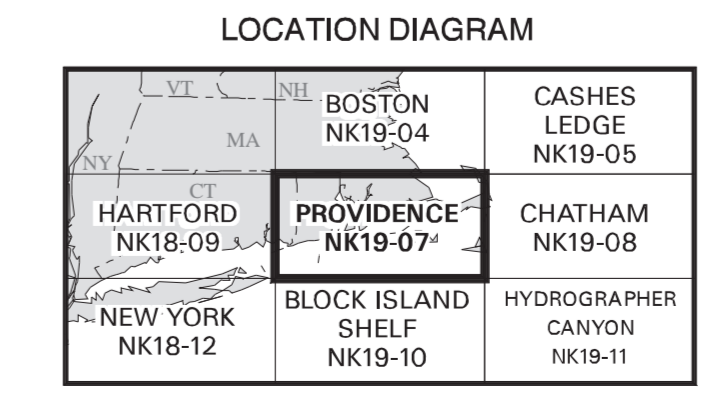 LOCATION DIAGRAM
VT
NH
BOSTON
NK19-04
CASHES
LEDGE
NK19-05
MA
NY
CT
HARTFORD
NK18-09
PROVIDENCE
NK19-07
CHATHAM
NK19-08
NEW YORK
NK18-12
BLOCK ISLAND
SHELF
NK19-10
HYDROGRAPHER
CANYON
NK19-11